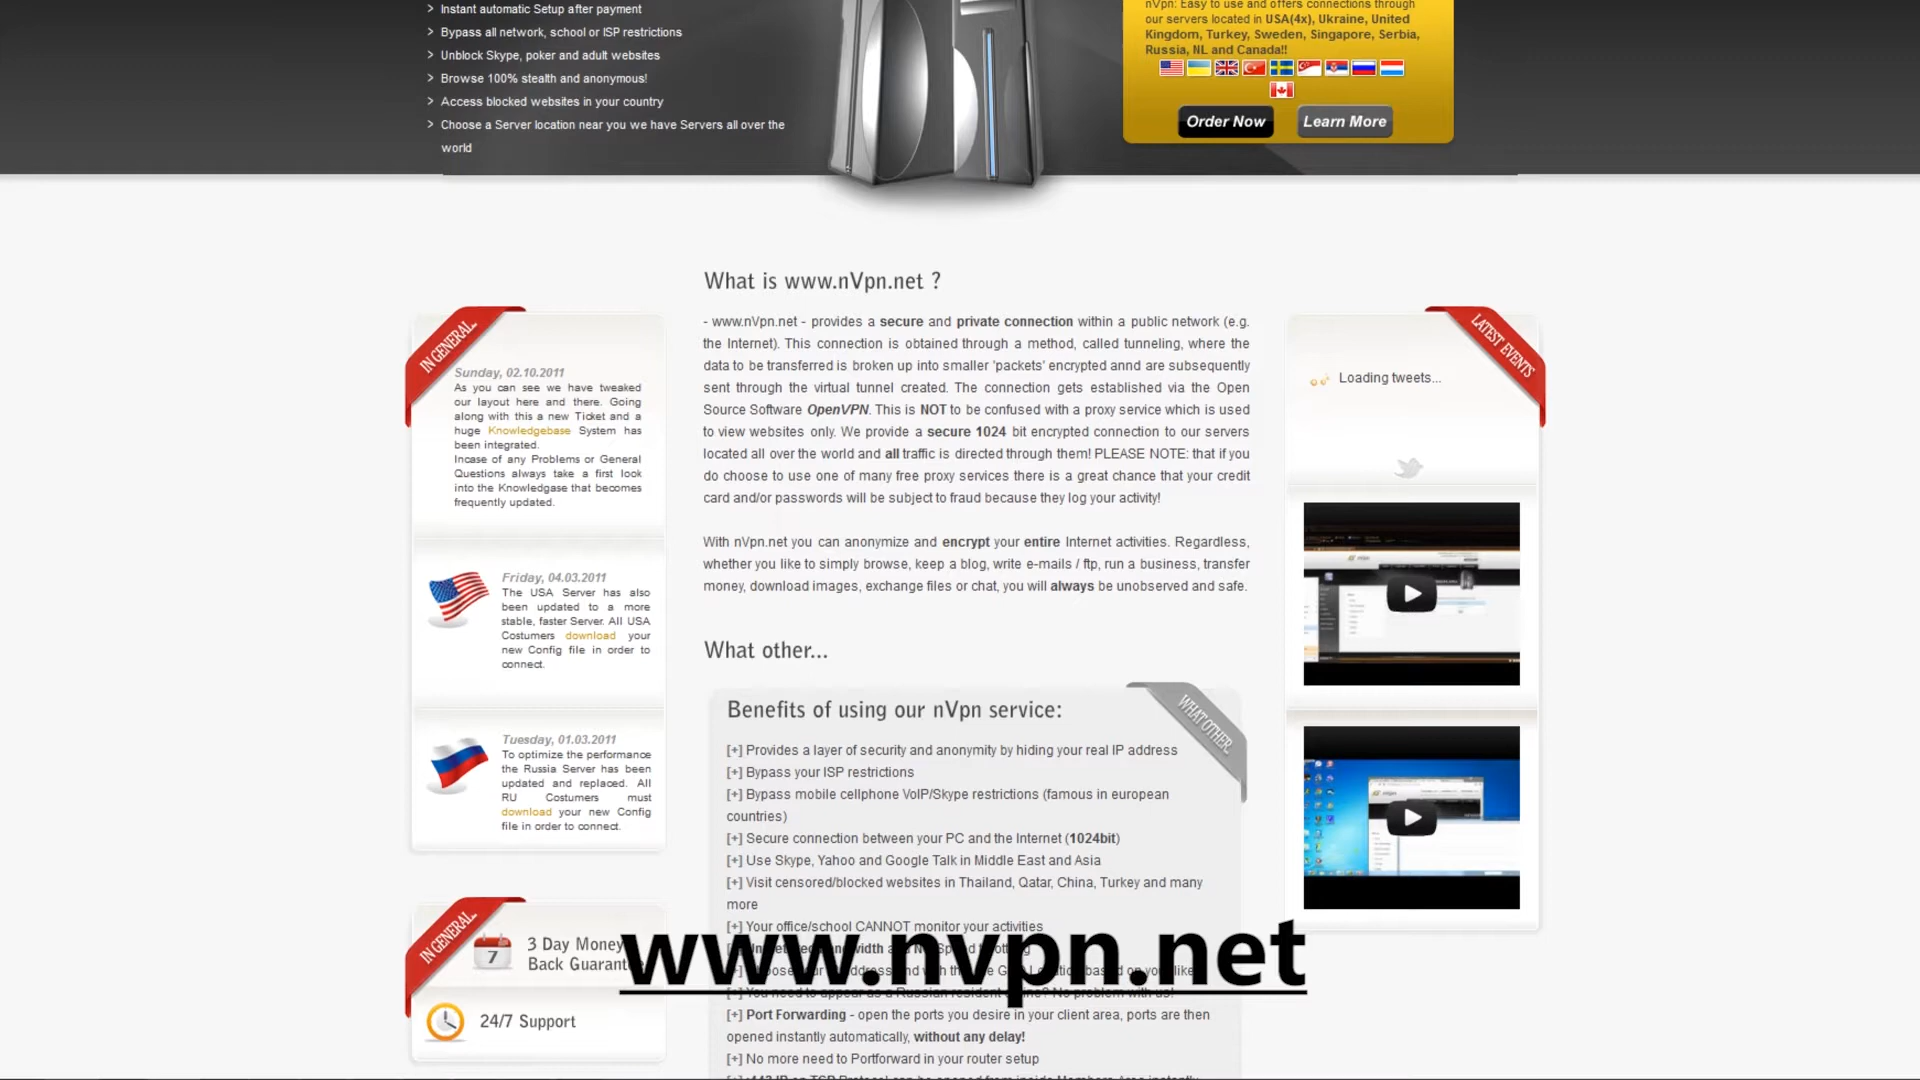 > Instant automatic Setup after payment
> Bypass all network, school or ISP restrictions
> Unblock Skype, poker and adult websites
> Browse 100% stealth and anonymous!
> Access blocked websites in your country
> Choose a Server location near you we have Servers all over the
world
nVpn: Easy to use and offers connections through
our servers located in USA(4x), Ukraine, United
Kingdom, Turkey, Sweden, Singapore, Serbia,
Russia, NL and Canada!!
Order Now
Learn More
IN GENERAL
Sunday, 02.10.2011
As you can see we have tweaked
our layout here and there. Going
along with this a new Ticket and a
huge Knowledgebase System has
been integrated.
Incase of any Problems or General
Questions always take a first look
into the Knowledgase that becomes
frequently updated.
Friday, 04.03.2011
The USA Server has also
been updated to a more
stable, faster Server. All USA
Costumers download your
new Config file in order to
connect.
Tuesday, 01.03.2011
To optimize the performance
the Russia Server has been
updated and replaced. All
RU Costumers must
download your new Config
file in order to connect.
IN GENERAL
7
3 Day Money
Back
24/7 Support
What is www.nVpn.net ?
- www.nVpn.net - provides a secure and private connection within a public network (e.g.
the Internet). This connection is obtained through a method, called tunneling, where the
data to be transferred is broken up into smaller 'packets' encrypted annd are subsequently
sent through the virtual tunnel created. The connection gets established via the Open
Source Software OpenVPN. This is NOT to be confused with a proxy service which is used
to view websites only. We provide a secure 1024 bit encrypted connection to our servers
located all over the world and all traffic is directed through them! PLEASE NOTE: that if you
do choose to use one of many free proxy services there is a great chance that your credit
card and/or passwords will be subject to fraud because they log your activity!
With nVpn.net you can anonymize and encrypt your entire Internet activities. Regardless,
whether you like to simply browse, keep a blog, write e-mails / ftp, run a business, transfer
money, download images, exchange files or chat, you will always be unobserved and safe.
What other...
WHAT OTHER
Benefits of using our nVpn service:
[+] Provides a layer of security and anonymity by hiding your real IP address
[+] Bypass your ISP restrictions
[+] Bypass mobile cellphone VoIP/Skype restrictions (famous in european
countries)
[+] Secure connection between your PC and the Internet (1024bit)
[+] Use Skype, Yahoo and Google Talk in Middle East and Asia
[+] Visit censored/blocked websites in Thailand, Qatar, China, Turkey and many
more
[+] Your office/school CANNOT monitor your activities
www.nvpn.net
[+] Port Forwarding - open the ports you desire in your client area, ports are then
opened instantly automatically, without any delay!
[+] No more need to Portforward in your router setup
LATEST EVENTS
Loading tweets...